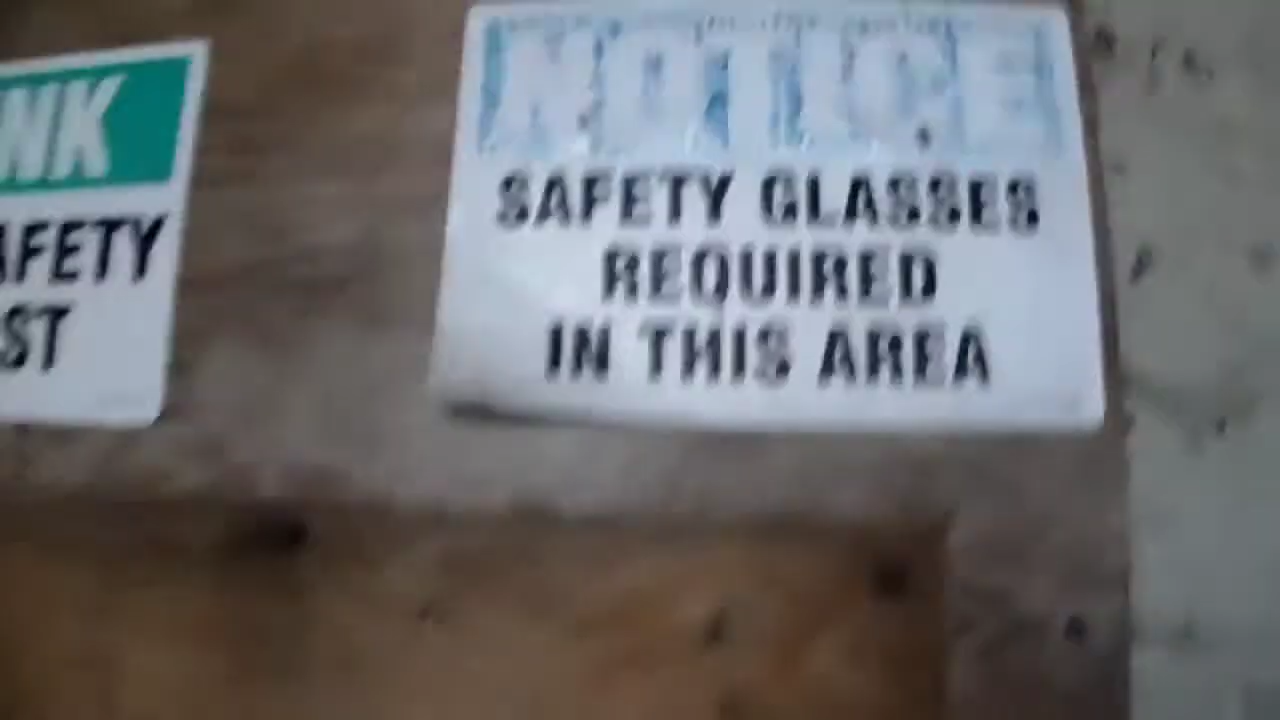 NK
AFETY
ST
NOTICE
SAFETY GLASSES
REQUIRED
IN THIS AREA